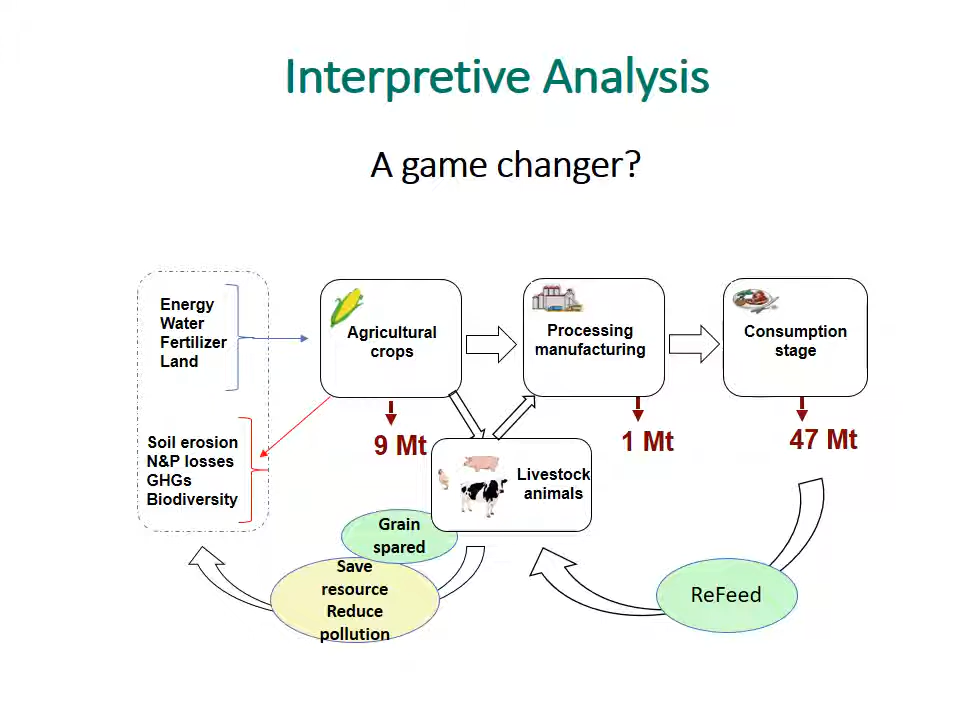 Interpretive Analysis
A game changer?
Energy
Water
Fertilizer
Land
Soil erosion
N&P losses
GHGs
Biodiversity
Agricultural
crops
Processing
manufacturing
Consumption
stage
9 Mt
1 Mt
47 Mt
Livestock
animals
Grain
spared
Save
resource
Reduce
pollution
ReFeed